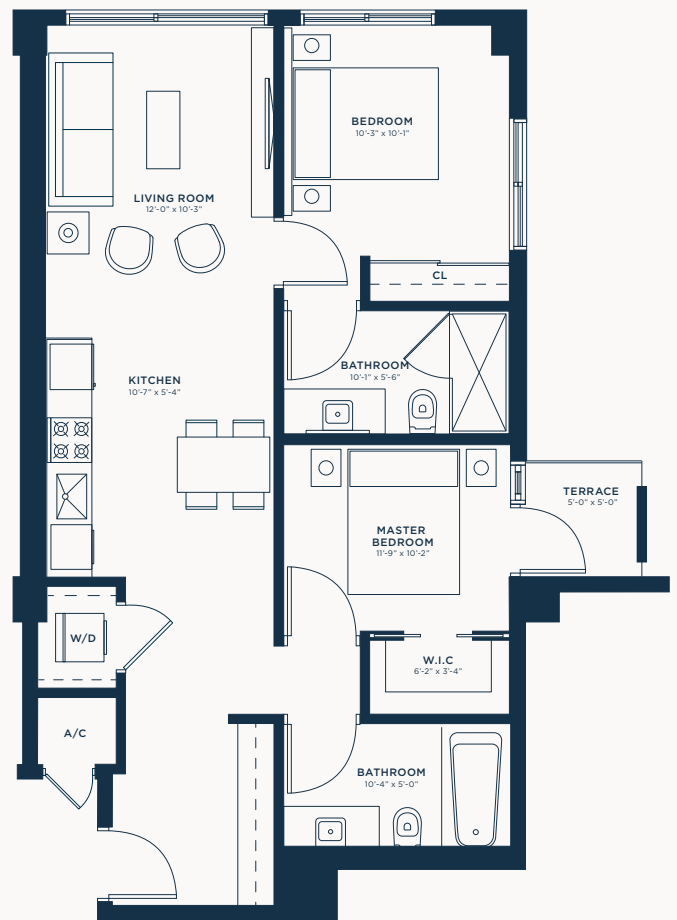 BEDROOM
10'-3" x 10'-1"
LIVING ROOM
12'-0" x 10'-3"
CL
BATHROOM
10'-1" x 5'-6"
KITCHEN
10'-7" x 5'-4"
TERRACE
5'-0" x 5'-0"
MASTER
BEDROOM
11'-9" x 10'-2"
W/D
W.I.C
6'-2" x 3'-4"
A/C
BATHROOM
10'-4" x 5'-0"